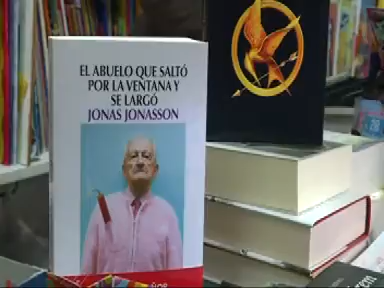 EL ABUELO QUE SALTÓ
POR LA VENTANA Y
SE LARGÓ
JONAS JONASSON